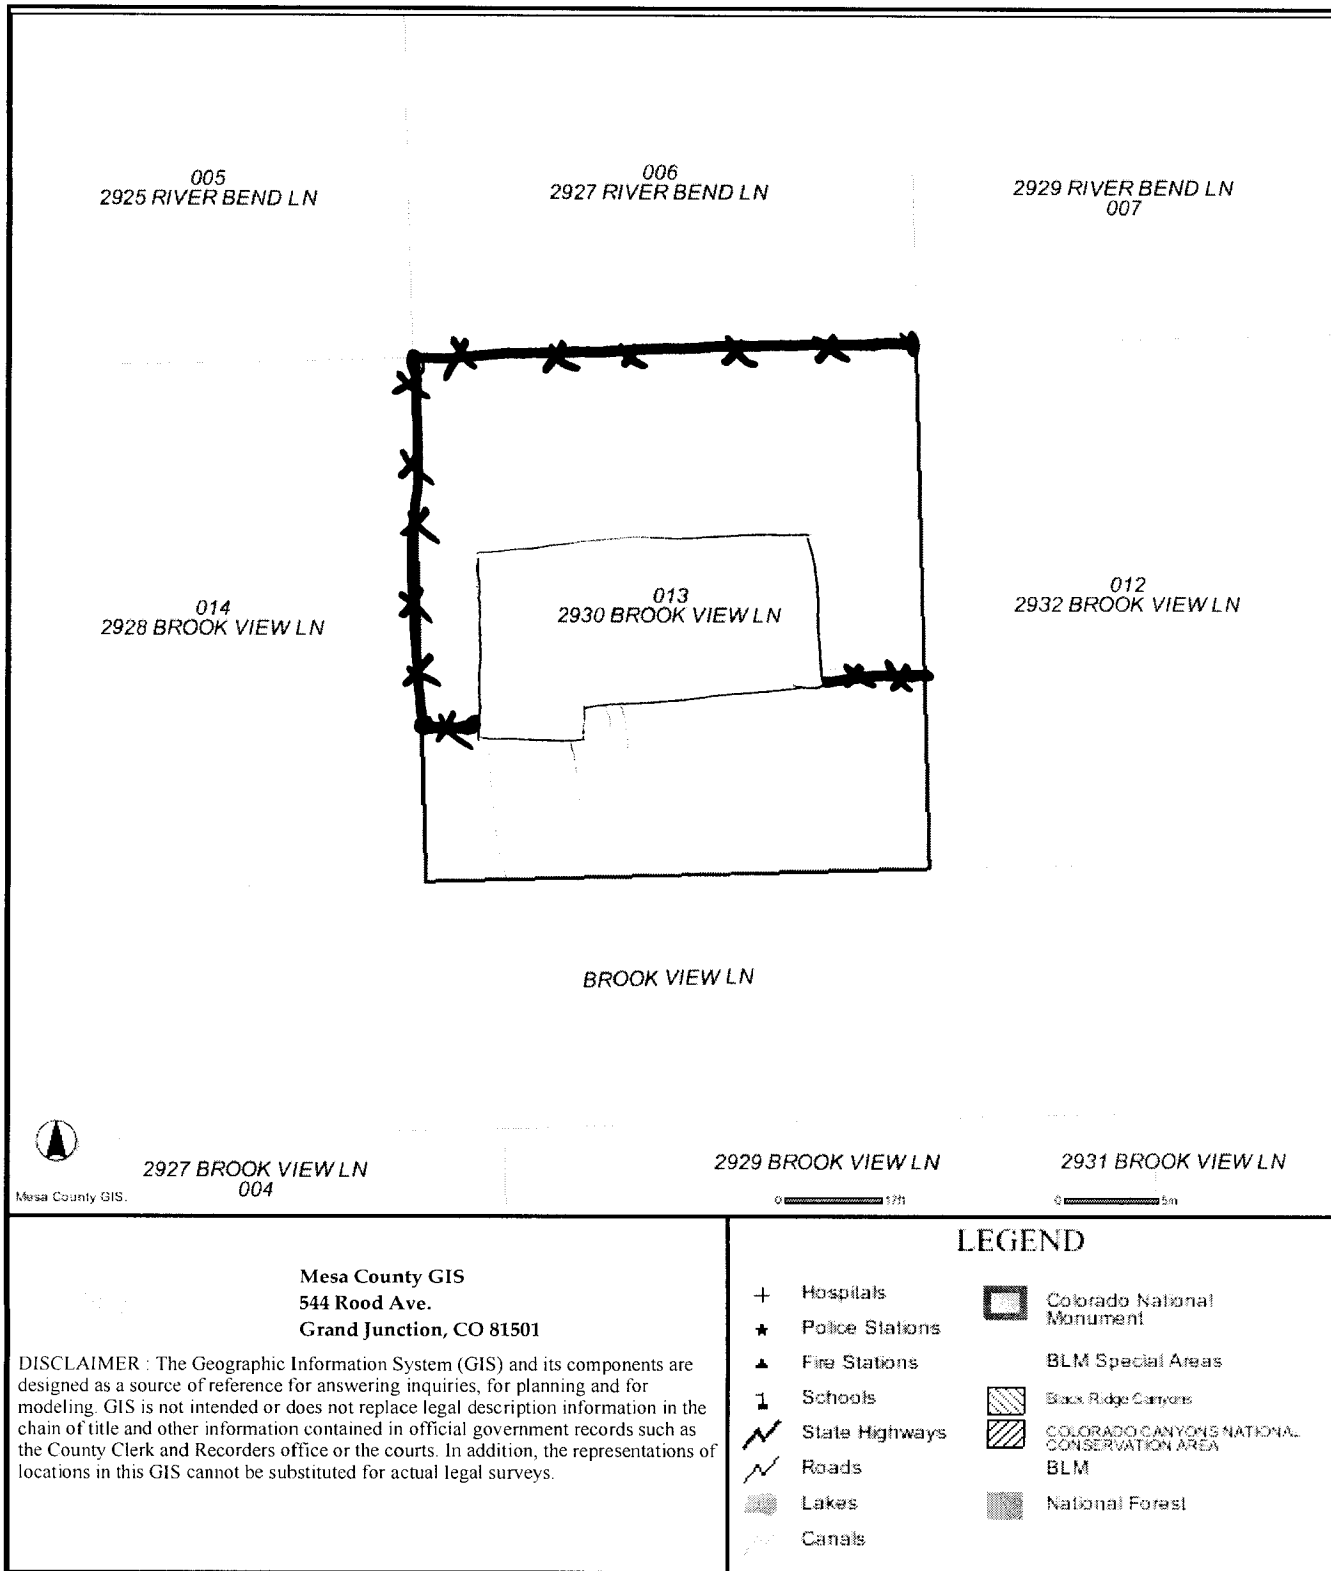 005
2925 RIVER BEND LN
006
2927 RIVER BEND LN
2929 RIVER BEND LN
007
014
2928 BROOK VIEW LN
013
2930 BROOK VIEW LN
012
2932 BROOK VIEW LN
BROOK VIEW LN
2927 BROOK VIEW LN
004
2929 BROOK VIEW LN
2931 BROOK VIEW LN
Mesa County GIS.
0 17ft
0 5m
Mesa County GIS
544 Rood Ave.
Grand Junction, CO 81501
DISCLAIMER : The Geographic Information System (GIS) and its components are
designed as a source of reference for answering inquiries, for planning and for
modeling. GIS is not intended or does not replace legal description information in the
chain of title and other information contained in official government records such as
the County Clerk and Recorders office or the courts. In addition, the representations of
locations in this GIS cannot be substituted for actual legal surveys.
LEGEND
Hospitals
Police Stations
Fire Stations
Schools
State Highways
Roads
Lakes
Canals
Colorado National
Monument
BLM Special Areas
Black Ridge Canyons
COLORADO CANYONS NATIONAL
CONSERVATION AREA
BLM
National Forest